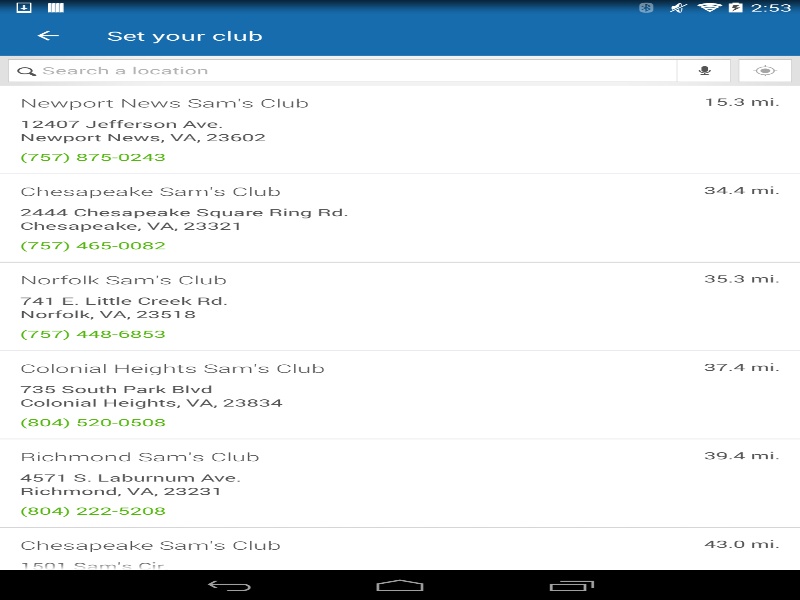 2:53
Set your club
Search a location
Newport News Sam's Club
15.3 mi.
12407 Jefferson Ave.
Newport News, VA, 23602
(757) 875-0243
Chesapeake Sam's Club
34.4 mi.
2444 Chesapeake Square Ring Rd.
Chesapeake, VA, 23321
(757) 465-0082
Norfolk Sam's Club
35.3 mi.
741 E. Little Creek Rd.
Norfolk, VA, 23518
(757) 448-6853
Colonial Heights Sam's Club
37.4 mi.
735 South Park Blvd
Colonial Heights, VA, 23834
(804) 520-0508
Richmond Sam's Club
39.4 mi.
4571 S. Laburnum Ave.
Richmond, VA, 23231
(804) 222-5208
Chesapeake Sam's Club
43.0 mi.
1501 Sam's Cir